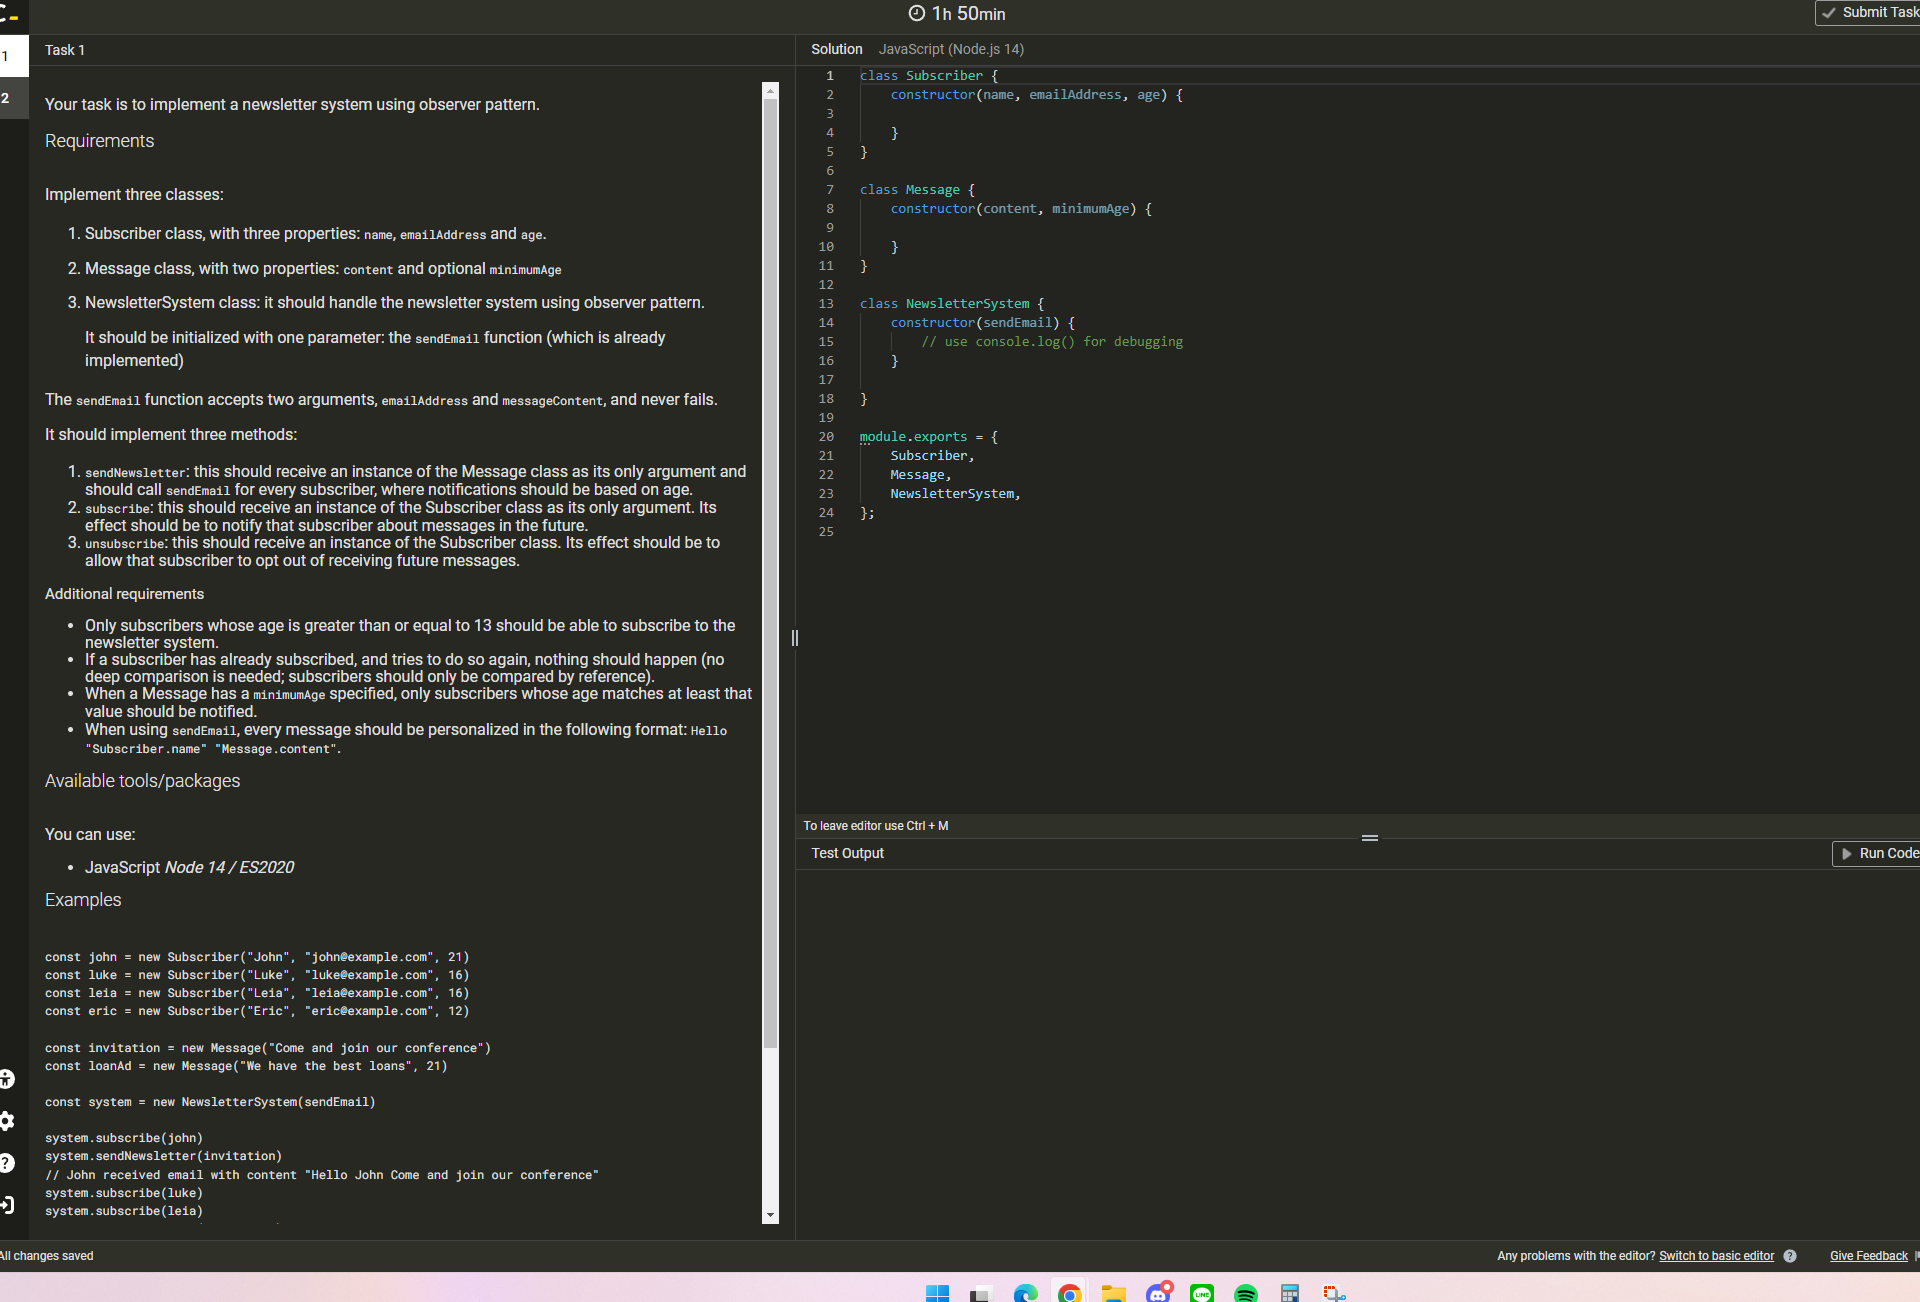 1h 50min
Submit Task
1
2
Task 1
Your task is to implement a newsletter system using observer pattern.
Requirements
Implement three classes:
1. Subscriber class, with three properties: name, emailAddress and age.
2. Message class, with two properties: content and optional minimumAge
3. NewsletterSystem class: it should handle the newsletter system using observer pattern.
It should be initialized with one parameter: the sendEmail function (which is already
implemented)
The sendEmail function accepts two arguments, emailAddress and messageContent, and never fails.
It should implement three methods:
1. sendNewsletter: this should receive an instance of the Message class as its only argument and
should call sendEmail for every subscriber, where notifications should be based on age.
2. subscribe: this should receive an instance of the Subscriber class as its only argument. Its
effect should be to notify that subscriber about messages in the future.
3. unsubscribe: this should receive an instance of the Subscriber class. Its effect should be to
allow that subscriber to opt out of receiving future messages.
Additional requirements
• Only subscribers whose age is greater than or equal to 13 should be able to subscribe to the
newsletter system.
• If a subscriber has already subscribed, and tries to do so again, nothing should happen (no
deep comparison is needed; subscribers should only be compared by reference).
• When a Message has a minimumAge specified, only subscribers whose age matches at least that
value should be notified.
• When using sendEmail, every message should be personalized in the following format: Hello
"Subscriber.name" "Message.content".
Available tools/packages
You can use:
• JavaScript Node 14 / ES2020
Examples
const john = new Subscriber("John", "john@example.com", 21)
const luke = new Subscriber("Luke", "luke@example.com", 16)
const leia = new Subscriber("Leia", "leia@example.com", 16)
const eric = new Subscriber("Eric", "eric@example.com", 12)
const invitation = new Message("Come and join our conference")
const loanAd = new Message("We have the best loans", 21)
const system = new NewsletterSystem(sendEmail)
system.subscribe(john)
system.sendNewsletter(invitation)
// John received email with content "Hello John Come and join our conference"
system.subscribe(luke)
system.subscribe(leia)
Solution JavaScript (Node.js 14)
1 class Subscriber {
2 constructor(name, emailAddress, age) {
3
4 }
5 }
6
7 class Message {
8 constructor(content, minimumAge) {
9
10 }
11 }
12
13 class NewsletterSystem {
14 constructor(sendEmail) {
15 // use console.log() for debugging
16 }
17
18 }
19
20 module.exports = {
21 Subscriber,
22 Message,
23 NewsletterSystem,
24 };
25
To leave editor use Ctrl + M
Test Output
Run Code
All changes saved
Any problems with the editor? Switch to basic editor ?
Give Feedback
LINE